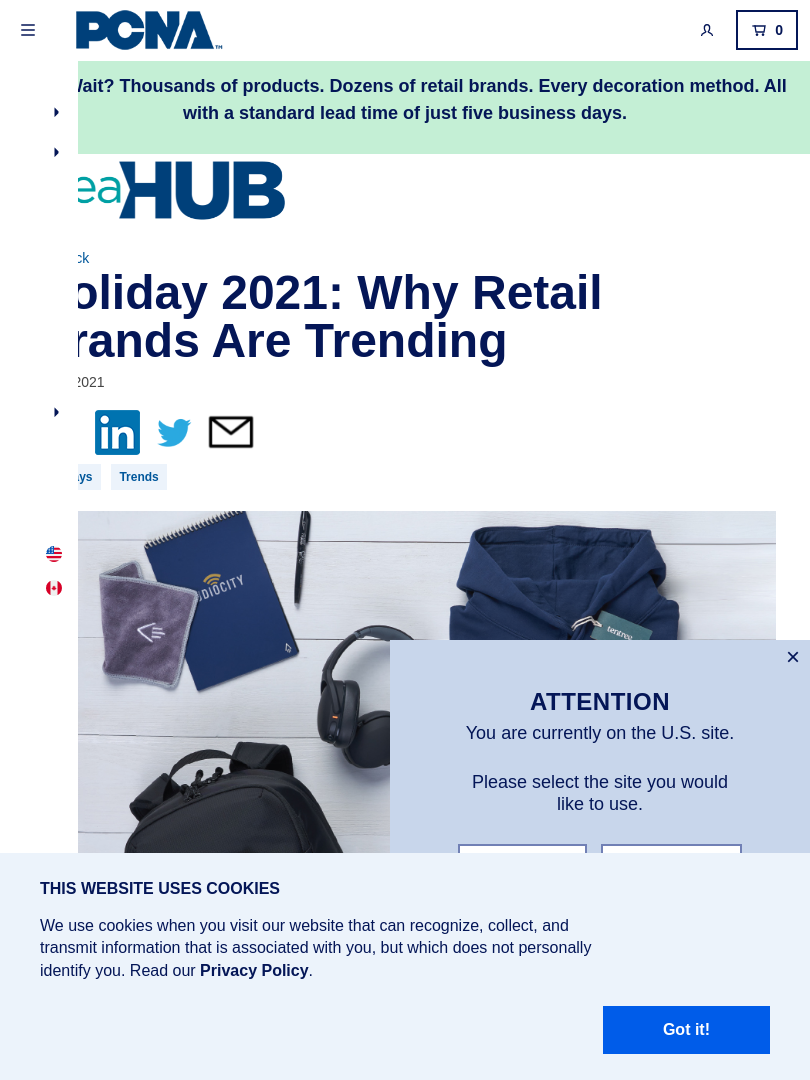 PCNA™
0
Wait? Thousands of products. Dozens of retail brands. Every decoration method. All
with a standard lead time of just five business days.
eaHUB
ck
oliday 2021: Why Retail
rands Are Trending
2021
in
ays
Trends
ODIOCITY
tentree
ATTENTION
You are currently on the U.S. site.
Please select the site you would
like to use.
THIS WEBSITE USES COOKIES
We use cookies when you visit our website that can recognize, collect, and
transmit information that is associated with you, but which does not personally
identify you. Read our Privacy Policy.
Got it!